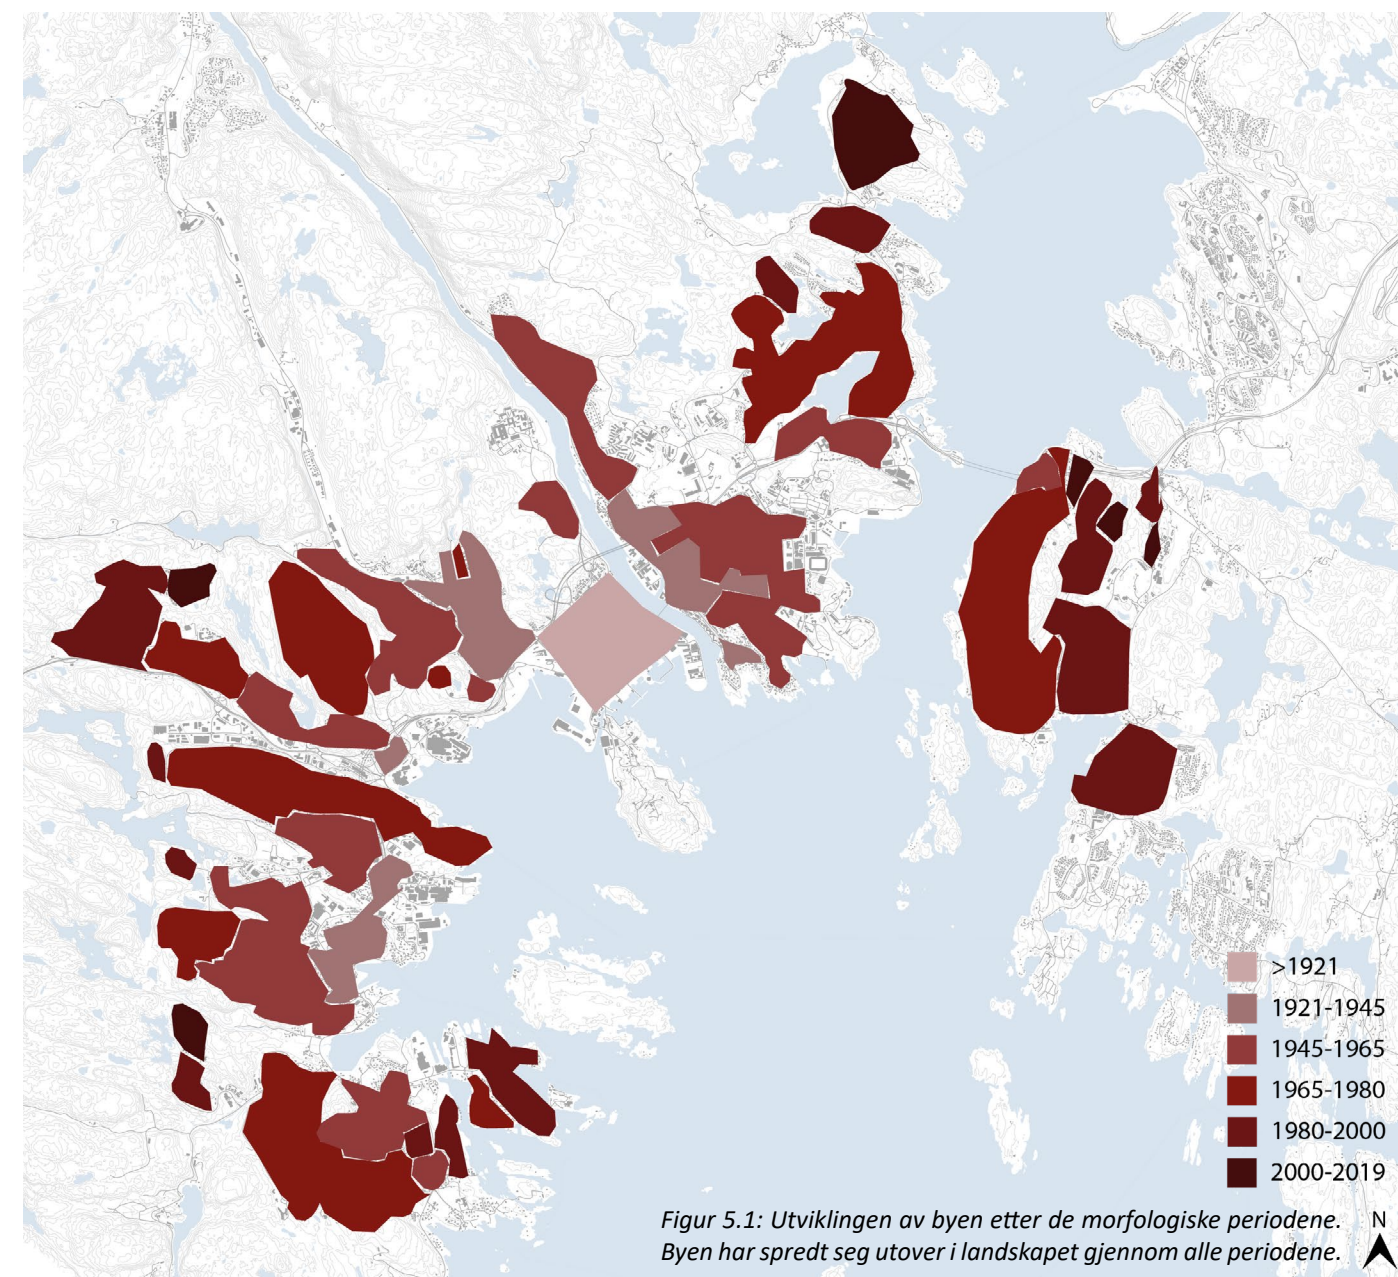 >1921
1921-1945
1945-1965
1965-1980
1980-2000
2000-2019
Figur 5.1: Utviklingen av byen etter de morfologiske periodene.
Byen har spredt seg utover i landskapet gjennom alle periodene.
N